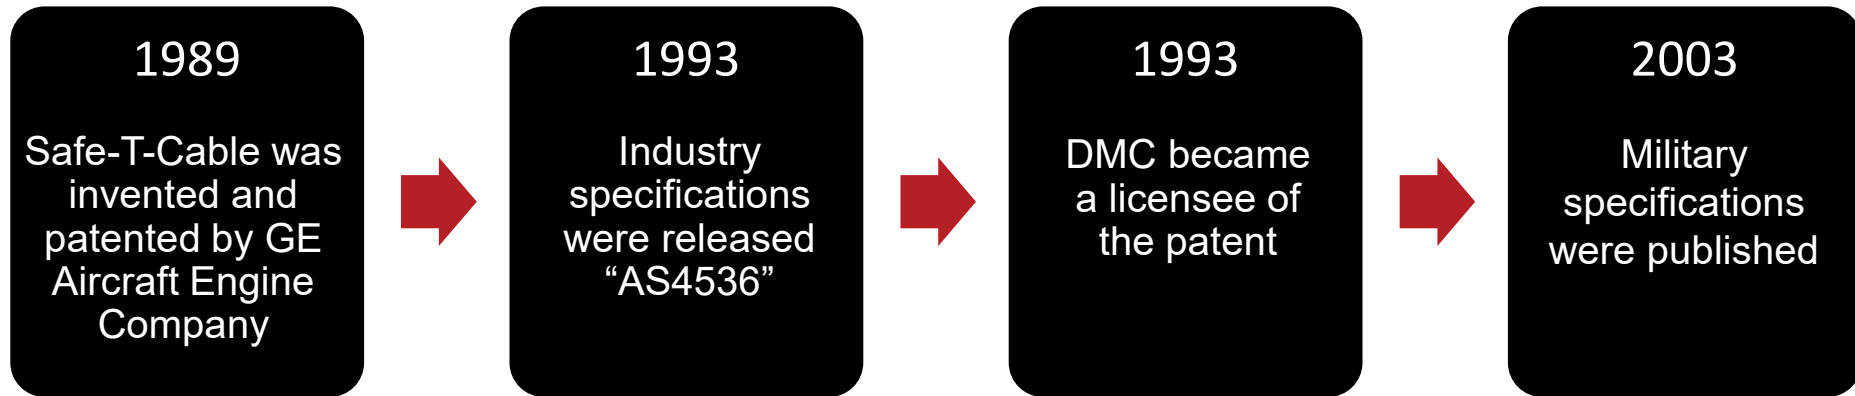 1989
Safe-T-Cable was
invented and
patented by GE
Aircraft Engine
Company
1993
Industry
specifications
were released
“AS4536”
1993
DMC became
a licensee of
the patent
2003
Military
specifications
were published